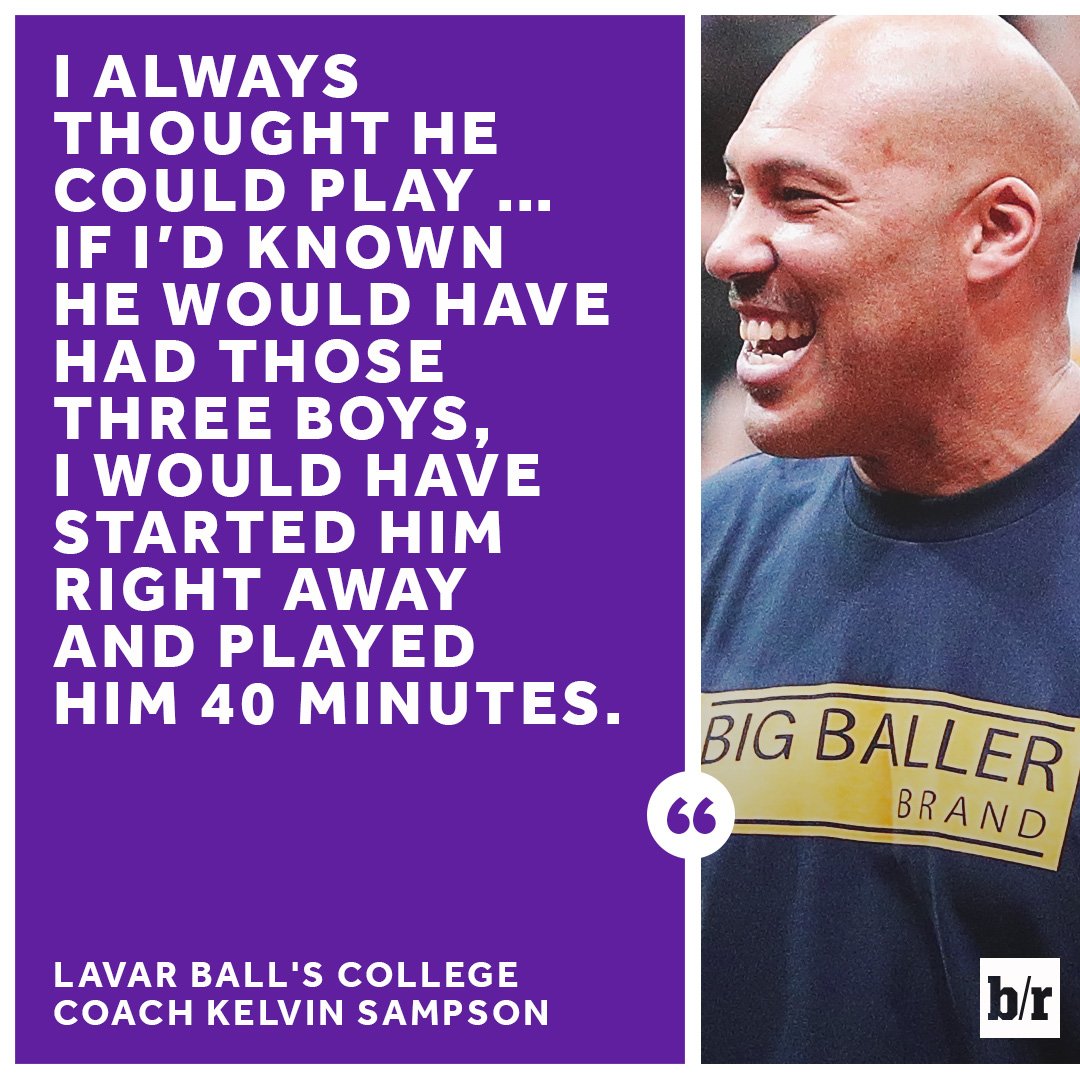 I ALWAYS
THOUGHT HE
COULD PLAY ...
IF I’D KNOWN
HE WOULD HAVE
HAD THOSE
THREE BOYS,
I WOULD HAVE
STARTED HIM
RIGHT AWAY
AND PLAYED
HIM 40 MINUTES.
“
LAVAR BALL'S COLLEGE
COACH KELVIN SAMPSON
BIG BALLER
BRAND
b/r